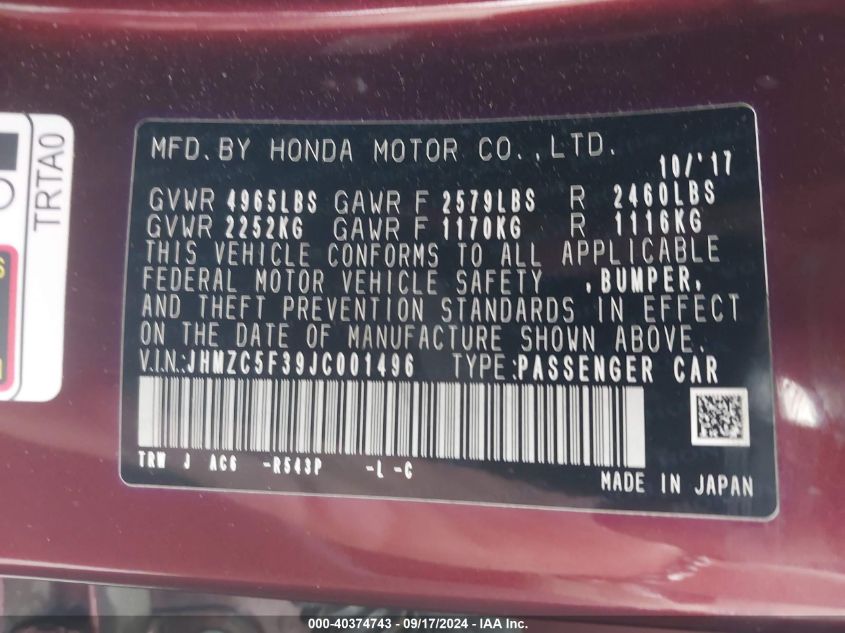 MFD. BY HONDA MOTOR CO., LTD. 10/'17
GVWR 4965LBS GAWR F 2579LBS R 2460LBS
GVWR 2252KG GAWR F 1170KG R 1116KG
THIS VEHICLE CONFORMS TO ALL APPLICABLE
FEDERAL MOTOR VEHICLE SAFETY ,BUMPER,
AND THEFT PREVENTION STANDARDS IN EFFECT
ON THE DATE OF MANUFACTURE SHOWN ABOVE.
V.I.N.:JHMZC5F39JC001496 TYPE:PASSENGER CAR
TRW J AC6 -R543P -L -C
MADE IN JAPAN
TRTA0
000-40374743 - 09/17/2024 - IAA Inc.